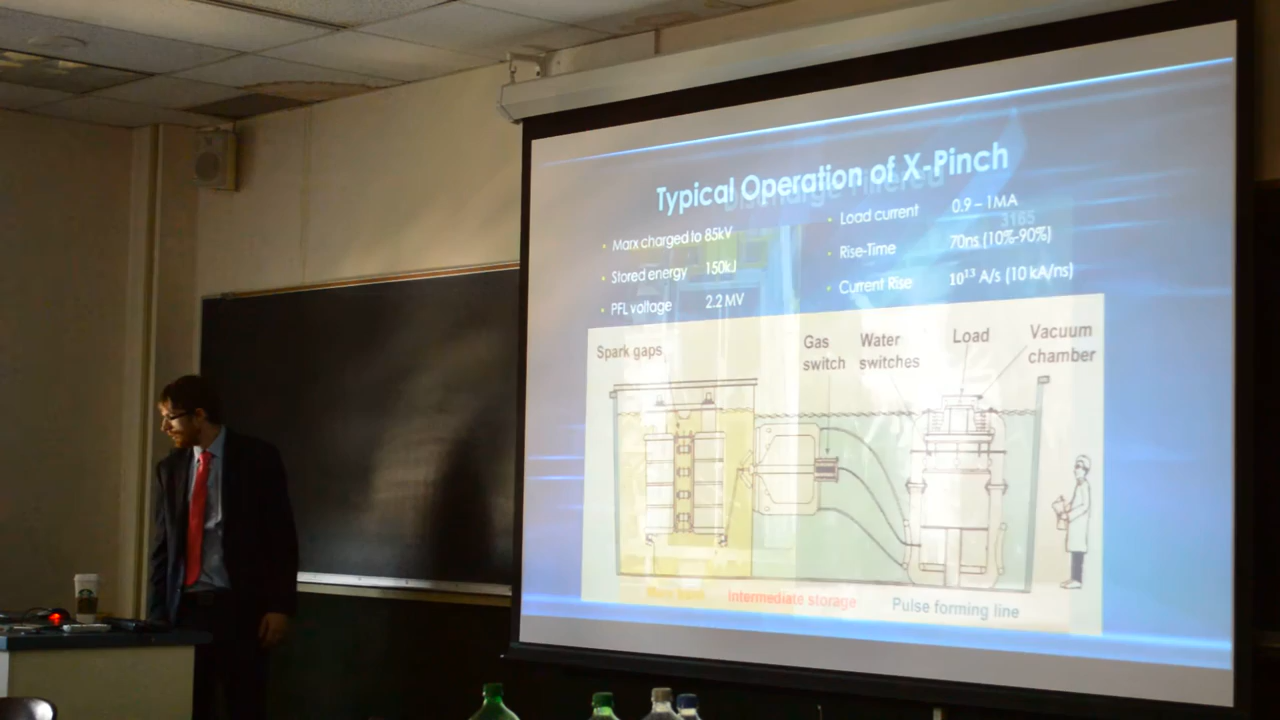 Typical Operation of X-Pinch
• Marx charged to 85kV
• Stored energy 150kJ
• PFL voltage 2.2 MV
• Load current 0.9 – 1MA
3165
• Rise-Time 70ns (10%-90%)
• Current Rise 10¹³ A/s (10 kA/ns)
Spark gaps
Gas switch
Water switches
Load
Vacuum chamber
Intermediate storage
Pulse forming line